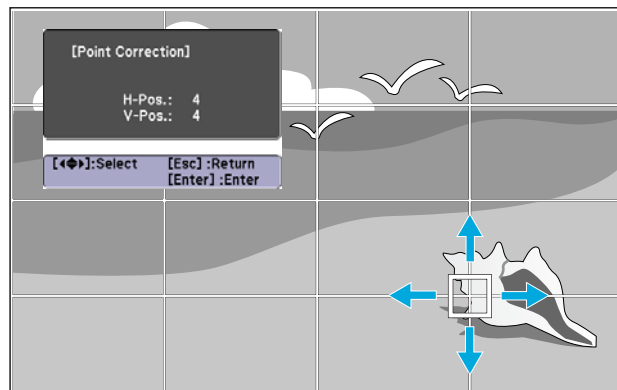 [Point Correction]
H-Pos.: 4
V-Pos.: 4
[◀◆▶]:Select [Esc] :Return
[Enter] :Enter